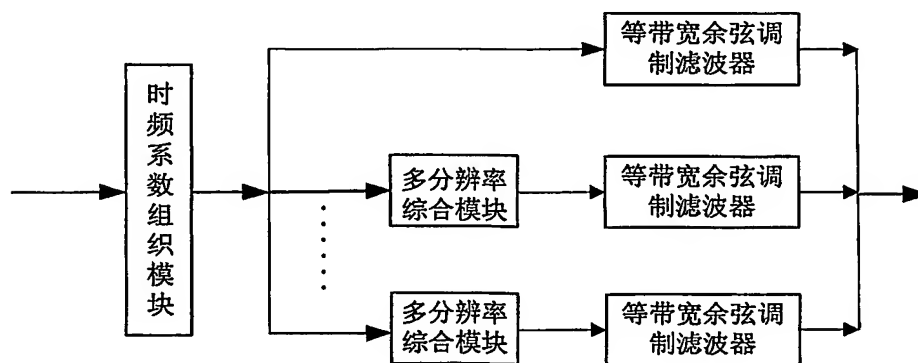 时频系数组织模块
等带宽余弦调
制滤波器
多分辨率
综合模块
等带宽余弦调
制滤波器
多分辨率
综合模块
等带宽余弦调
制滤波器